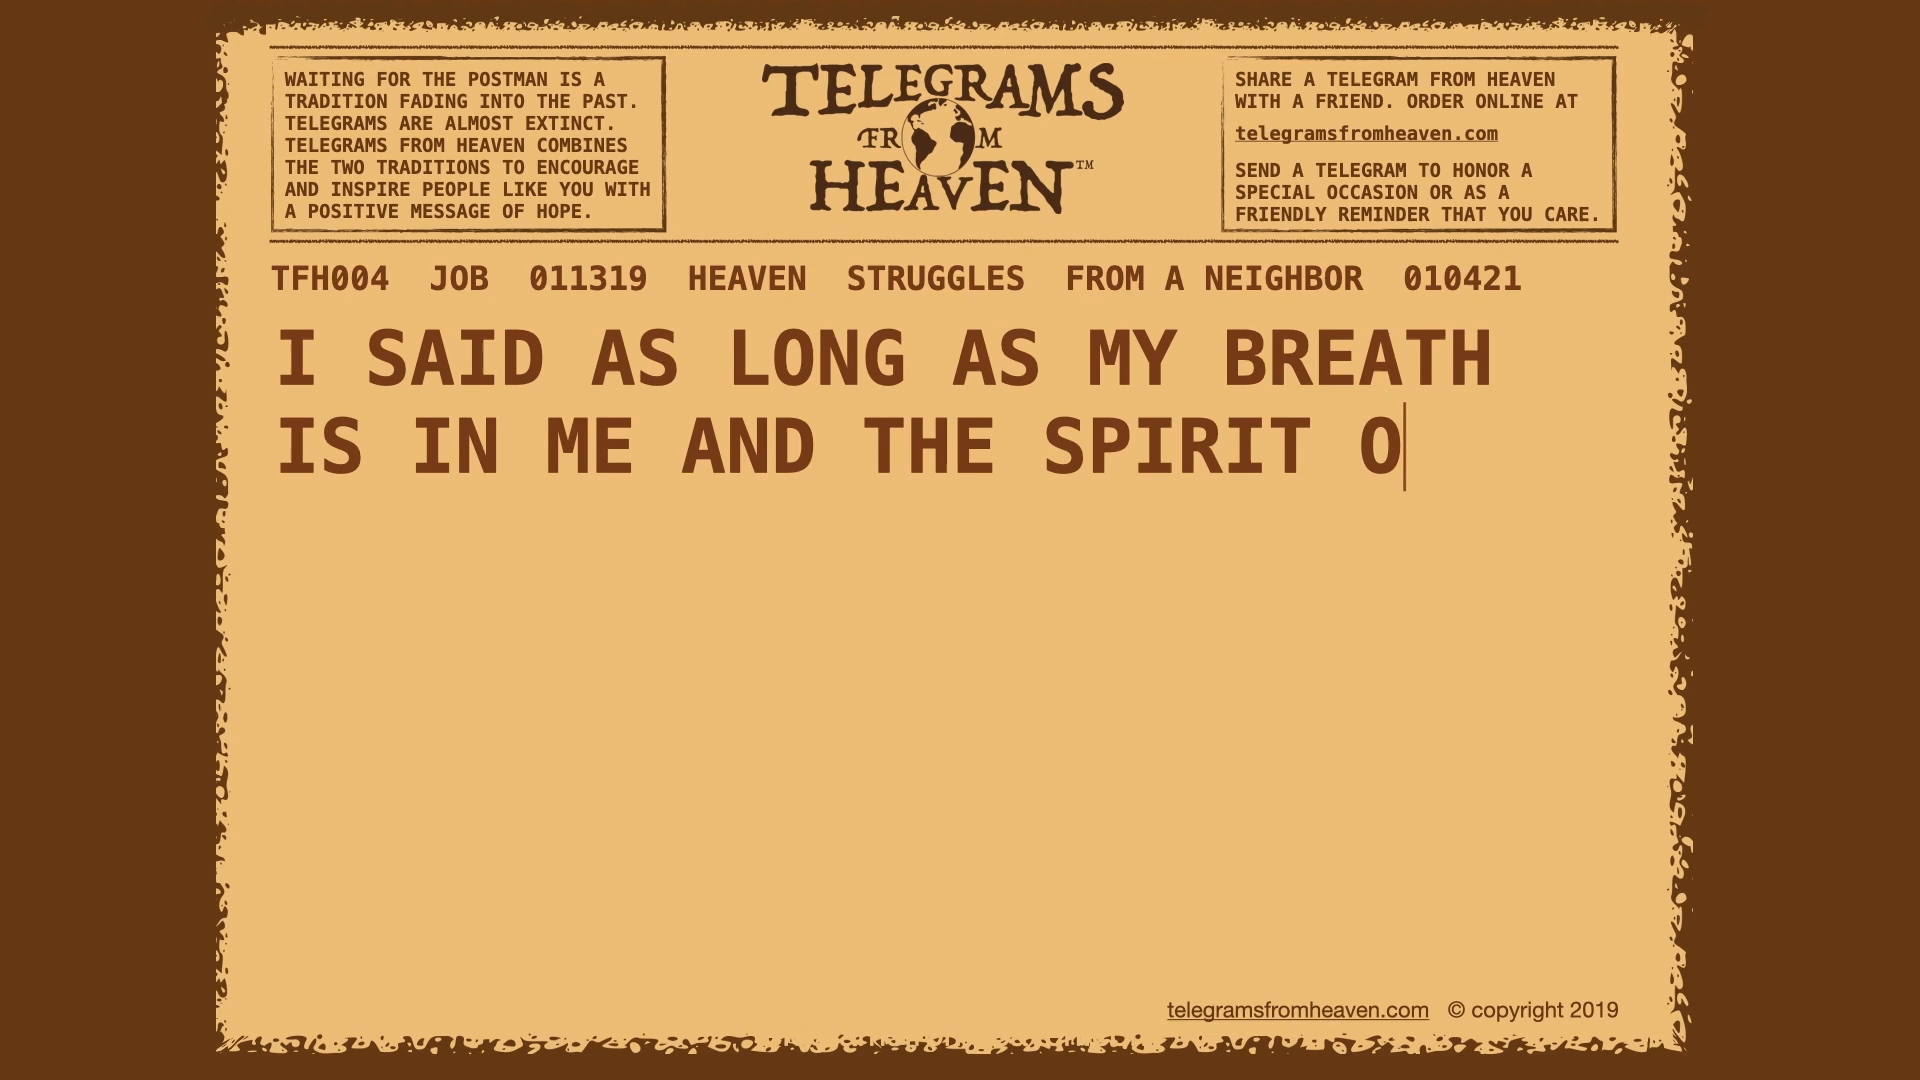 WAITING FOR THE POSTMAN IS A
TRADITION FADING INTO THE PAST.
TELEGRAMS ARE ALMOST EXTINCT.
TELEGRAMS FROM HEAVEN COMBINES
THE TWO TRADITIONS TO ENCOURAGE
AND INSPIRE PEOPLE LIKE YOU WITH
A POSITIVE MESSAGE OF HOPE.
TELEGRAMS
FROM
HEAVEN™
SHARE A TELEGRAM FROM HEAVEN
WITH A FRIEND. ORDER ONLINE AT
telegramsfromheaven.com
SEND A TELEGRAM TO HONOR A
SPECIAL OCCASION OR AS A
FRIENDLY REMINDER THAT YOU CARE.
TFH004 JOB 011319 HEAVEN STRUGGLES FROM A NEIGHBOR 010421
I SAID AS LONG AS MY BREATH
IS IN ME AND THE SPIRIT O
telegramsfromheaven.com © copyright 2019